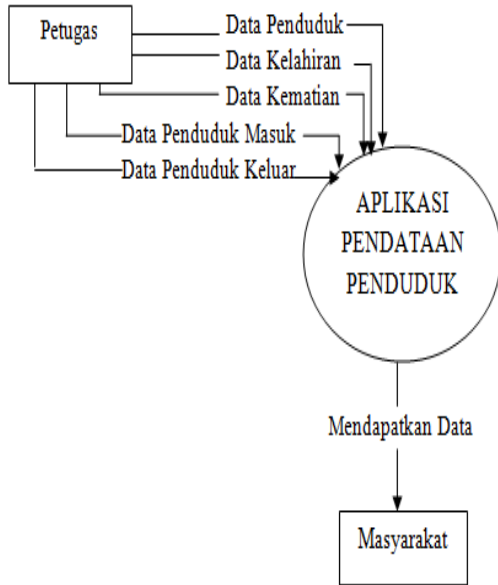 Petugas
Data Penduduk
Data Kelahiran
Data Kematian
Data Penduduk Masuk
Data Penduduk Keluar
APLIKASI
PENDATAAN
PENDUDUK
Mendapatkan Data
Masyarakat